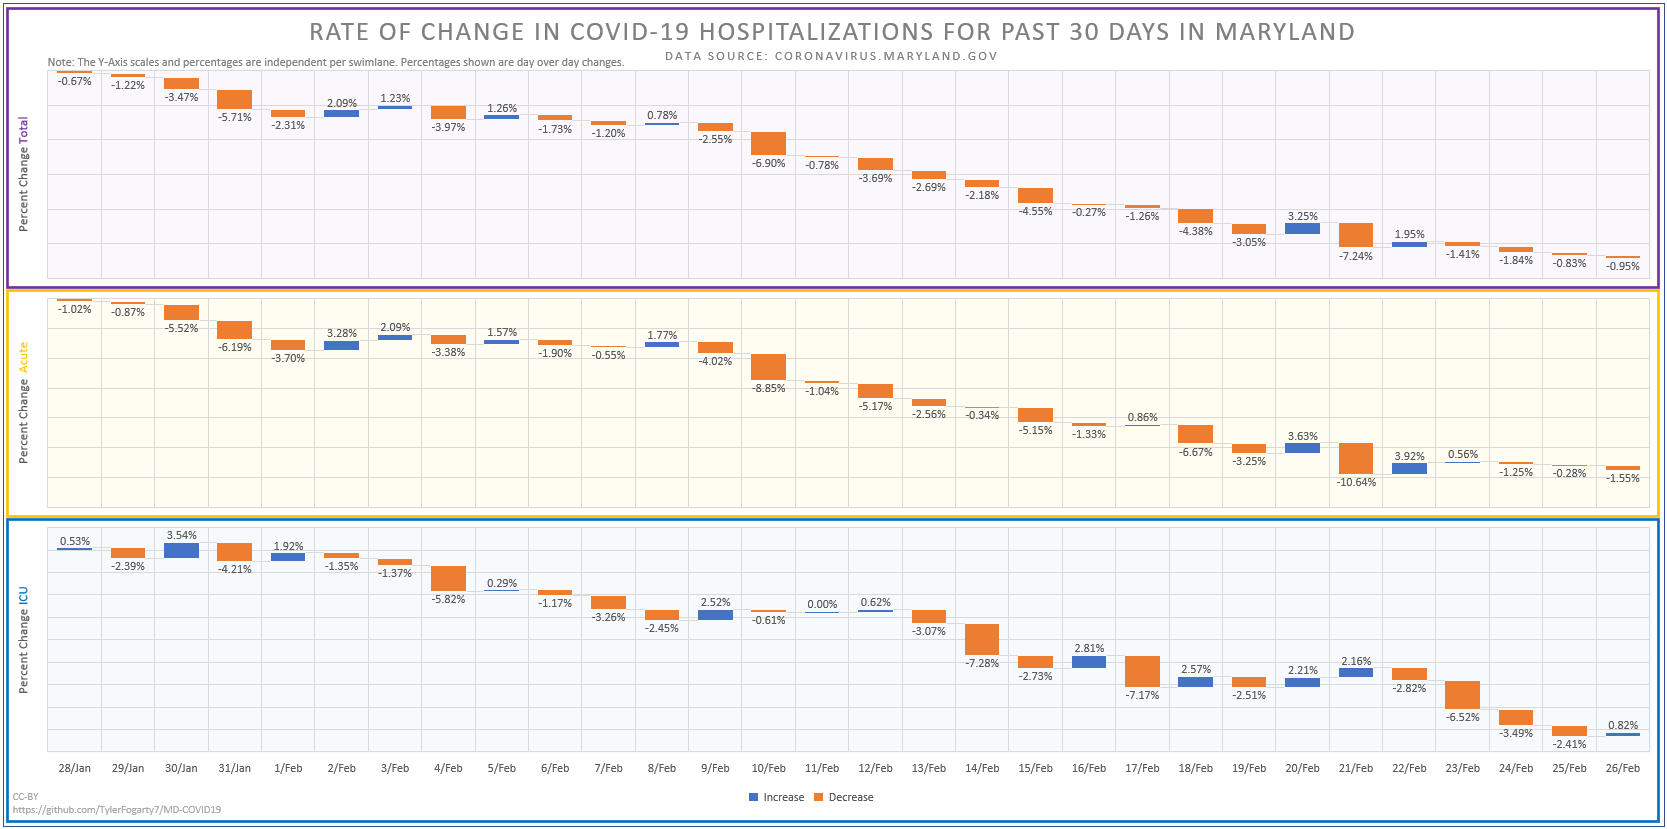 RATE OF CHANGE IN COVID-19 HOSPITALIZATIONS FOR PAST 30 DAYS IN MARYLAND
DATA SOURCE: CORONAVIRUS.MARYLAND.GOV
Note: The Y-Axis scales and percentages are independent per swimlane. Percentages shown are day over day changes.
Percent Change Total
-0.67% -1.22% -3.47% -5.71% -2.31% 2.09% 1.23% -3.97% 1.26% -1.73% -1.20% 0.78% -2.55% -6.90% -0.78% -3.69% -2.69% -2.18% -4.55% -0.27% -1.26% -4.38% -3.05% 3.25% -7.24% 1.95% -1.41% -1.84% -0.83% -0.95%
Percent Change Acute
-1.02% -0.87% -5.52% -6.19% -3.70% 3.28% 2.09% -3.38% 1.57% -1.90% -0.55% 1.77% -4.02% -8.85% -1.04% -5.17% -2.56% -0.34% -5.15% -1.33% 0.86% -6.67% -3.25% 3.63% -10.64% 3.92% 0.56% -1.25% -0.28% -1.55%
Percent Change ICU
0.53% -2.39% 3.54% -4.21% 1.92% -1.35% -1.37% -5.82% 0.29% -1.17% -3.26% -2.45% 2.52% -0.61% 0.00% 0.62% -3.07% -7.28% -2.73% 2.81% -7.17% 2.57% -2.51% 2.21% 2.16% -2.82% -6.52% -3.49% -2.41% 0.82%
28/Jan 29/Jan 30/Jan 31/Jan 1/Feb 2/Feb 3/Feb 4/Feb 5/Feb 6/Feb 7/Feb 8/Feb 9/Feb 10/Feb 11/Feb 12/Feb 13/Feb 14/Feb 15/Feb 16/Feb 17/Feb 18/Feb 19/Feb 20/Feb 21/Feb 22/Feb 23/Feb 24/Feb 25/Feb 26/Feb
Increase Decrease
CC-BY
https://github.com/TylerFogarty7/MD-COVID19